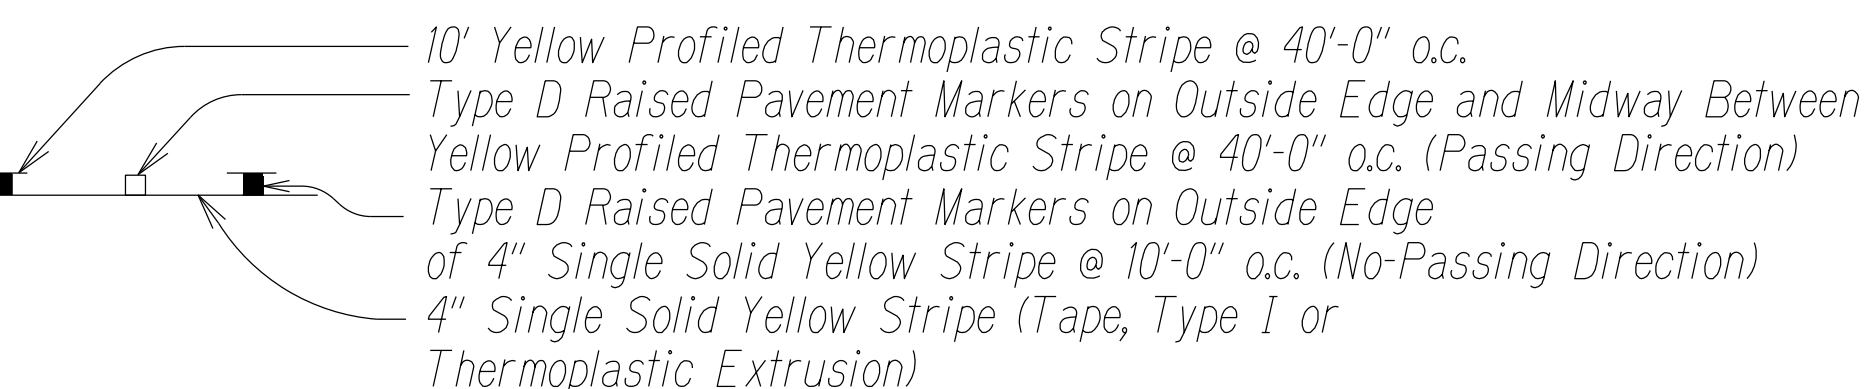 10' Yellow Profiled Thermoplastic Stripe @ 40'-0" o.c.
Type D Raised Pavement Markers on Outside Edge and Midway Between
Yellow Profiled Thermoplastic Stripe @ 40'-0" o.c. (Passing Direction)
Type D Raised Pavement Markers on Outside Edge
of 4" Single Solid Yellow Stripe @ 10'-0" o.c. (No-Passing Direction)
4" Single Solid Yellow Stripe (Tape, Type I or
Thermoplastic Extrusion)